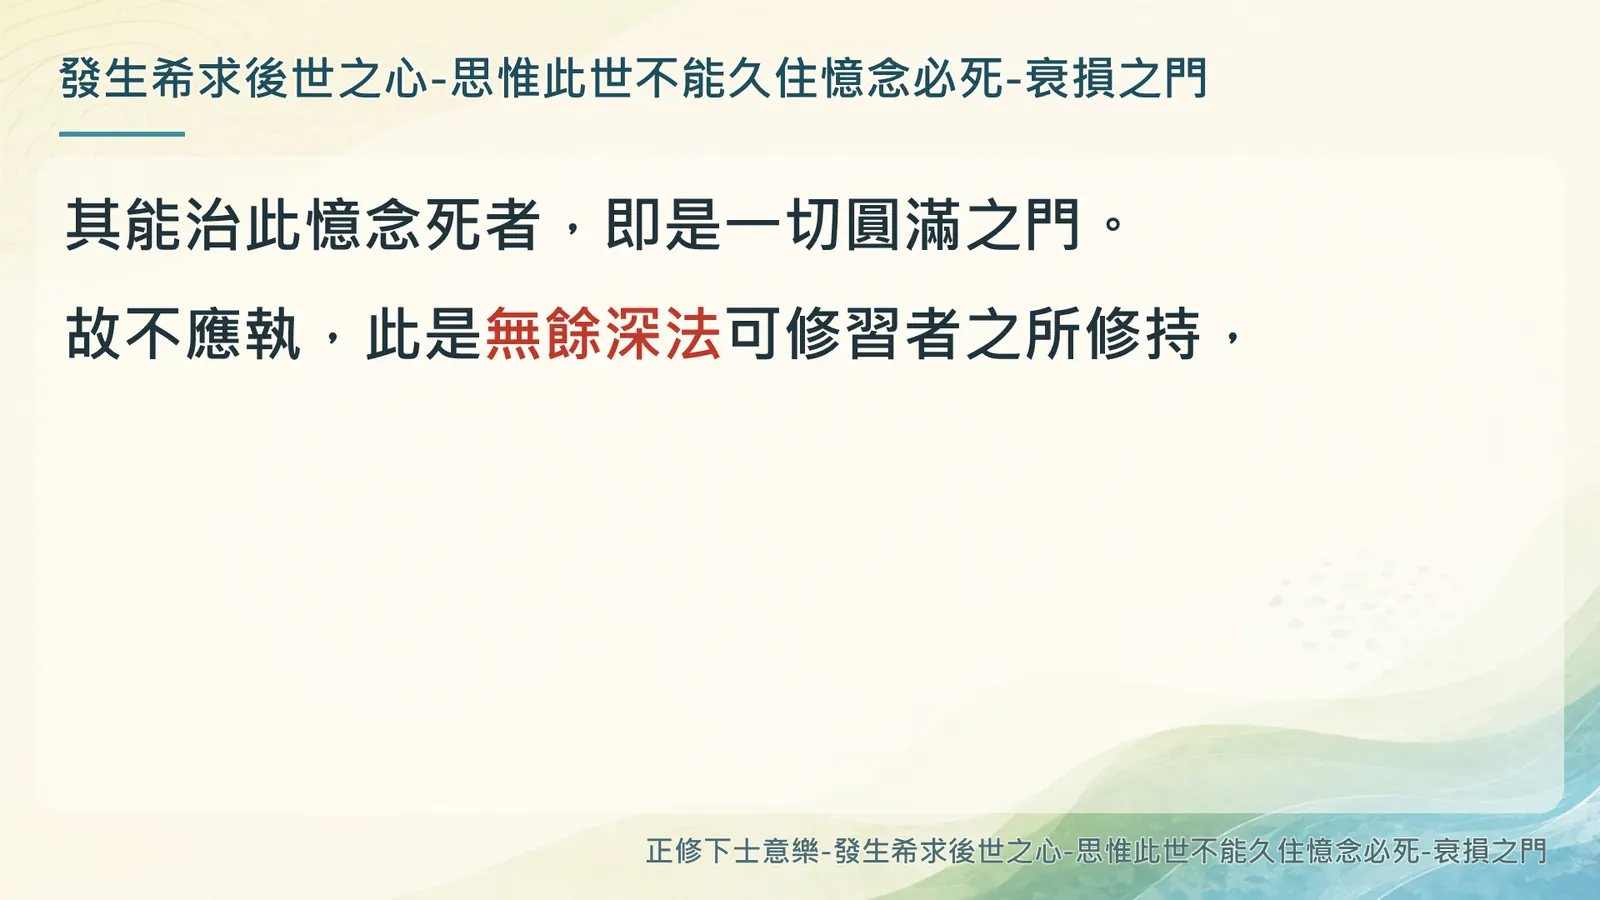 發生希求後世之心-思惟此世不能久住憶念必死-衰損之門
其能治此憶念死者，即是一切圓滿之門。
故不應執，此是無餘深法可修習者之所修持，
正修下士意樂-發生希求後世之心-思惟此世不能久住憶念必死-衰損之門